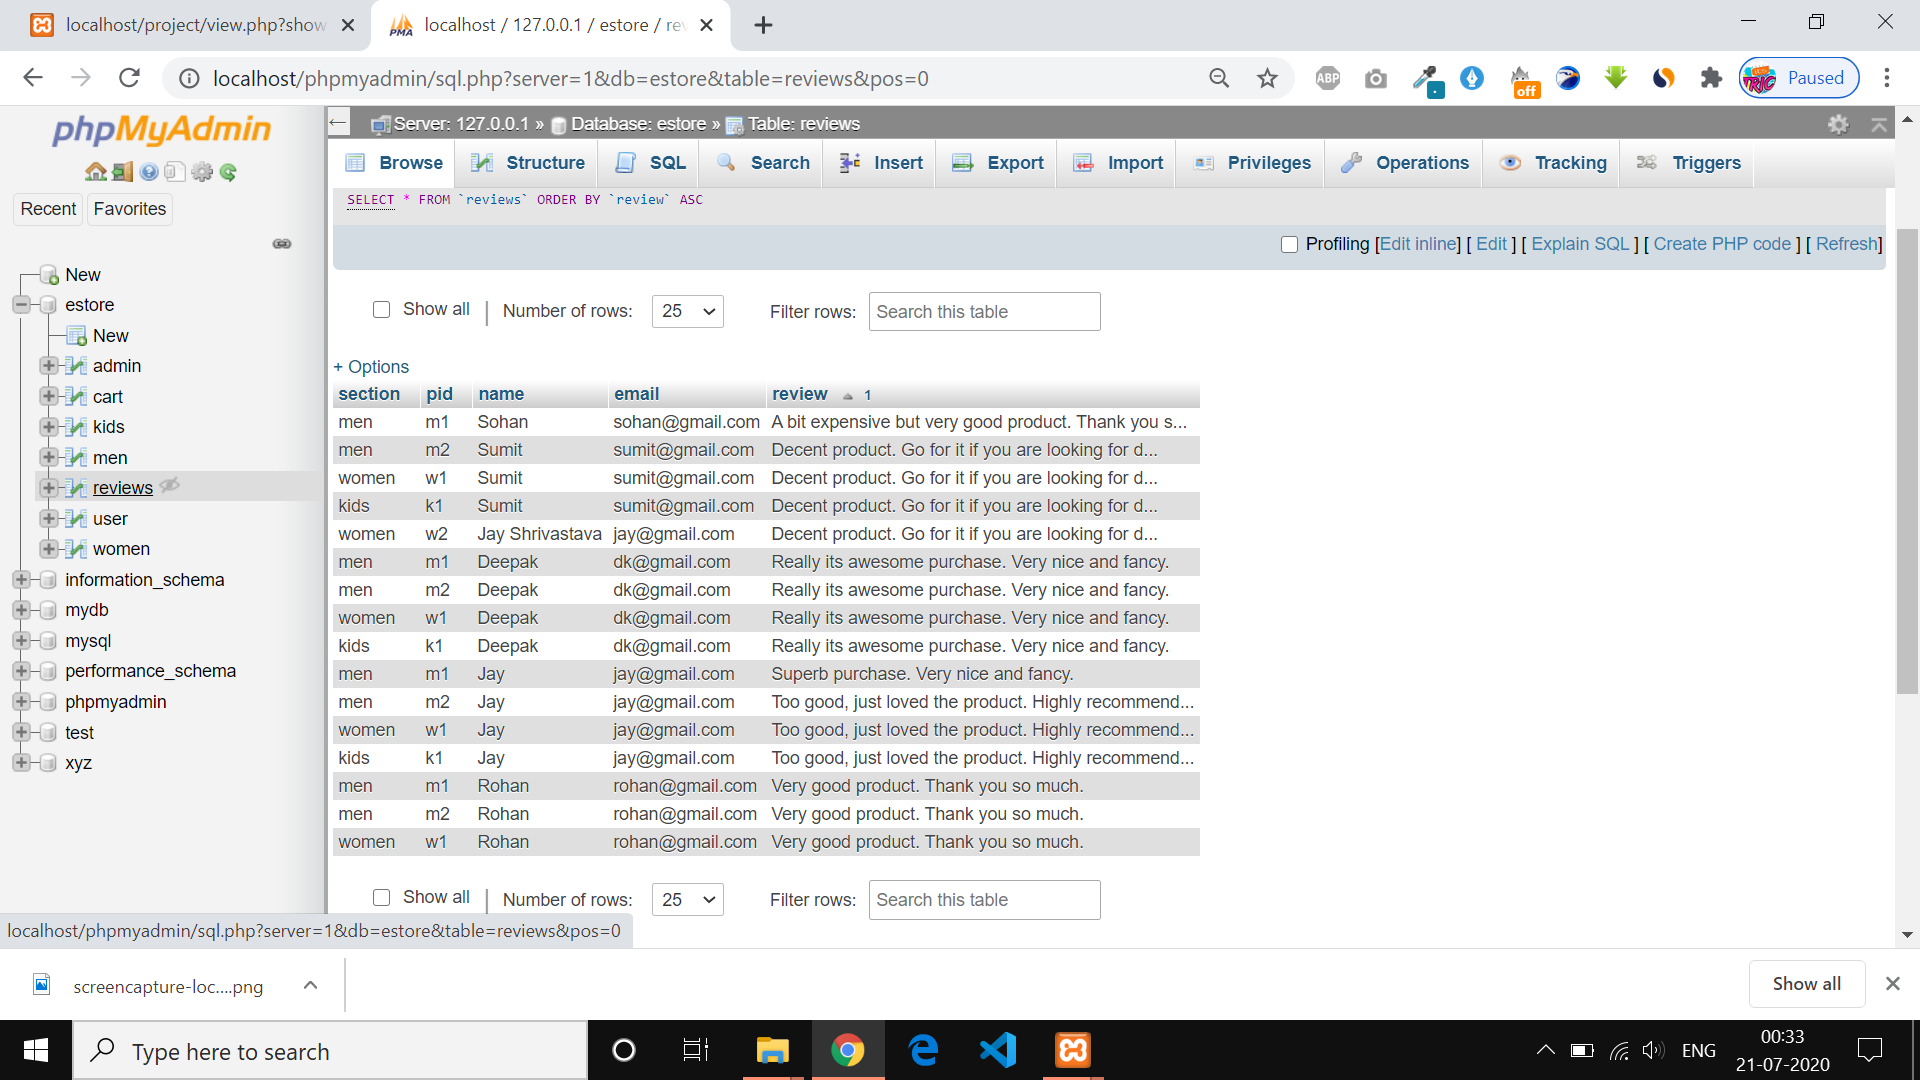 localhost/project/view.php?show
localhost / 127.0.0.1 / estore / rev
localhost/phpmyadmin/sql.php?server=1&db=estore&table=reviews&pos=0
ABP
off
Paused
phpMyAdmin
Recent
Favorites
New
estore
New
admin
cart
kids
men
reviews
user
women
information_schema
mydb
mysql
performance_schema
phpmyadmin
test
xyz
Server: 127.0.0.1 » Database: estore » Table: reviews
Browse Structure SQL Search Insert Export Import Privileges Operations Tracking Triggers
SELECT * FROM `reviews` ORDER BY `review` ASC
Profiling [Edit inline] [ Edit ] [ Explain SQL ] [ Create PHP code ] [ Refresh]
Show all | Number of rows: 25 Filter rows: Search this table
+ Options
section pid name email review 1
men m1 Sohan sohan@gmail.com A bit expensive but very good product. Thank you s...
men m2 Sumit sumit@gmail.com Decent product. Go for it if you are looking for d...
women w1 Sumit sumit@gmail.com Decent product. Go for it if you are looking for d...
kids k1 Sumit sumit@gmail.com Decent product. Go for it if you are looking for d...
women w2 Jay Shrivastava jay@gmail.com Decent product. Go for it if you are looking for d...
men m1 Deepak dk@gmail.com Really its awesome purchase. Very nice and fancy.
men m2 Deepak dk@gmail.com Really its awesome purchase. Very nice and fancy.
women w1 Deepak dk@gmail.com Really its awesome purchase. Very nice and fancy.
kids k1 Deepak dk@gmail.com Really its awesome purchase. Very nice and fancy.
men m1 Jay jay@gmail.com Superb purchase. Very nice and fancy.
men m2 Jay jay@gmail.com Too good, just loved the product. Highly recommend...
women w1 Jay jay@gmail.com Too good, just loved the product. Highly recommend...
kids k1 Jay jay@gmail.com Too good, just loved the product. Highly recommend...
men m1 Rohan rohan@gmail.com Very good product. Thank you so much.
men m2 Rohan rohan@gmail.com Very good product. Thank you so much.
women w1 Rohan rohan@gmail.com Very good product. Thank you so much.
Show all | Number of rows: 25 Filter rows: Search this table
localhost/phpmyadmin/sql.php?server=1&db=estore&table=reviews&pos=0
screencapture-loc....png
Show all
Type here to search
ENG
00:33
21-07-2020